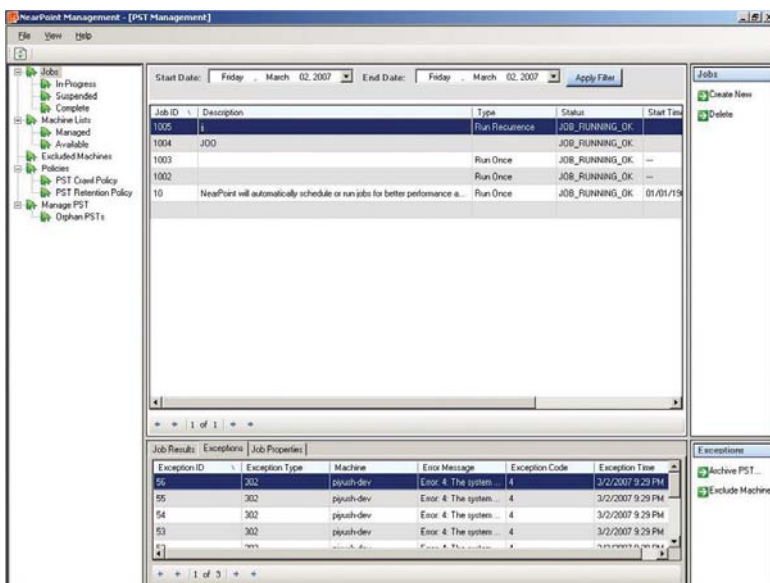 NearPoint Management - [PST Management]
File View Help
Jobs
In-Progress
Suspended
Complete
Machine Lists
Managed
Available
Excluded Machines
Policies
PST Crawl Policy
PST Retention Policy
Manage PST
Orphan PSTs
Start Date: Friday , March 02, 2007 End Date: Friday , March 02, 2007 Apply Filter
Job ID Description Type Status Start Time
1005 Run Recurrence JOB_RUNNING_OK
1004 JOO JOB_RUNNING_OK
1003 Run Once JOB_RUNNING_OK --
1002 Run Once JOB_RUNNING_OK --
10 NearPoint will automatically schedule or run jobs for better performance a... Run Once JOB_RUNNING_OK 01/01/19
1 of 1
Jobs
Create New
Delete
Job Results Exceptions Job Properties
Exception ID Exception Type Machine Error Message Exception Code Exception Time
56 302 piyush-dev Error: 4: The system ... 4 3/2/2007 9:29 PM
55 302 piyush-dev Error: 4: The system ... 4 3/2/2007 9:29 PM
54 302 piyush-dev Error: 4: The system ... 4 3/2/2007 9:29 PM
53 302 piyush-dev Error: 4: The system ... 4 3/2/2007 9:29 PM
1 of 3
Exceptions
Archive PST...
Exclude Machine